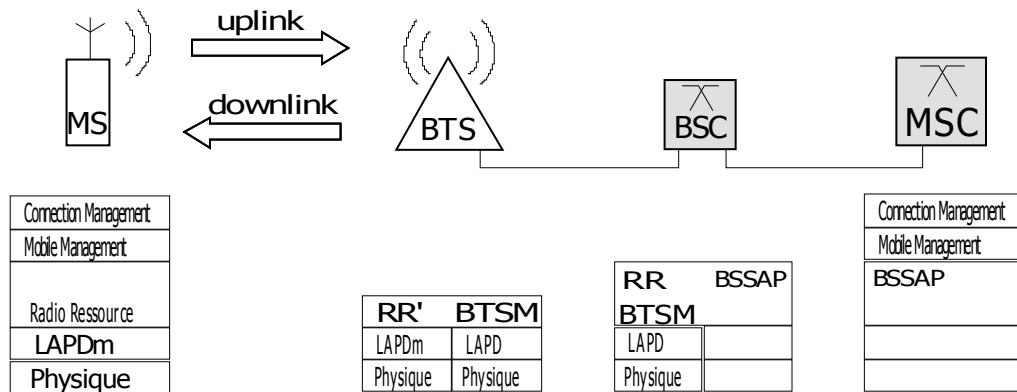 uplink
downlink
MS
BTS
BSC
MSC
Connection Management
Mobile Management
Radio Ressource
LAPDm
Physique
RR' BTSM
LAPDm LAPD
Physique Physique
RR BSSAP
BTSM
LAPD
Physique
Connection Management
Mobile Management
BSSAP